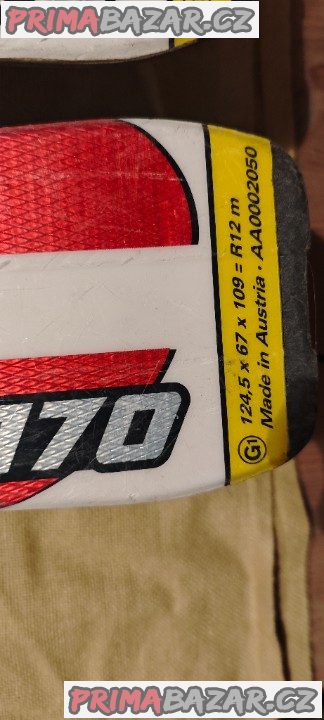 PRIMABAZAR.CZ
124,5 x 67 x 109 = R12 m
G1 Made in Austria · AA0002050
170
PRIMABAZAR.CZ